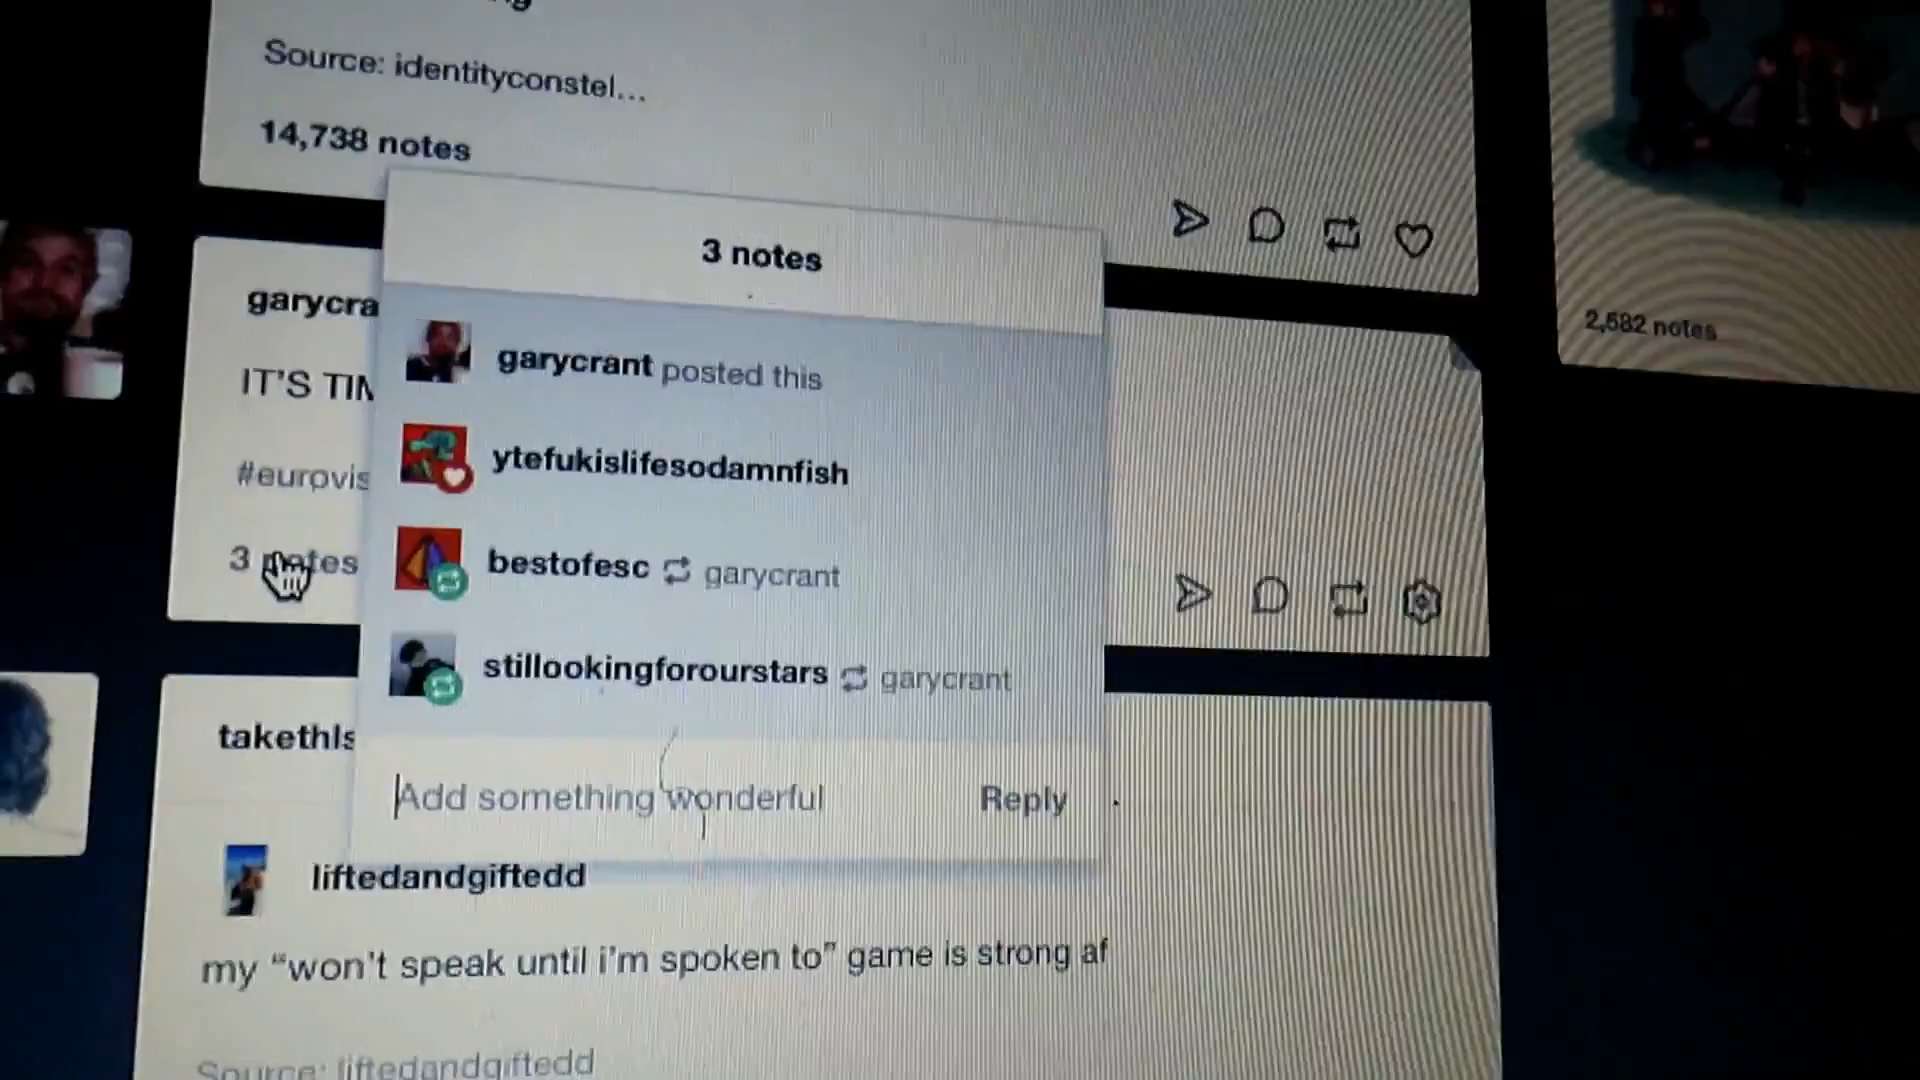 Source: identityconstel...
14,738 notes
2,582 notes
3 notes
garycra
garycrant posted this
IT'S TIM
ytefukislifesodamnfish
#eurovis
3 notes
bestofesc garycrant
stillookingforourstars garycrant
takethis
Add something wonderful Reply
liftedandgiftedd
my “won't speak until i'm spoken to” game is strong af
Source: liftedandgiftedd